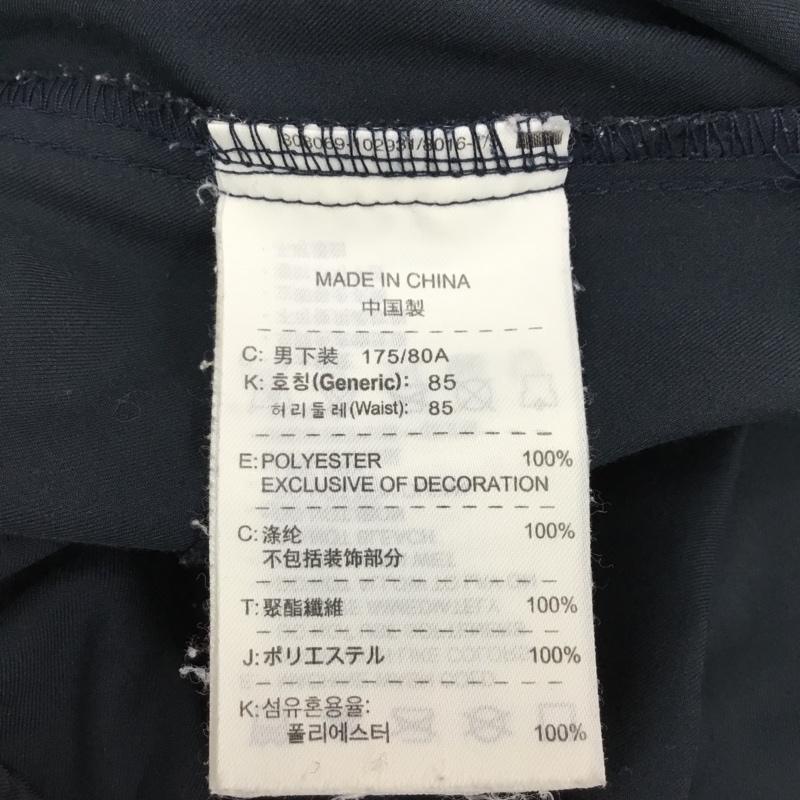 MADE IN CHINA
中国製
C: 男下装 175/80A
K: 호칭(Generic): 85
허리둘레(Waist): 85
E: POLYESTER 100%
EXCLUSIVE OF DECORATION
C: 涤纶 100%
不包括装饰部分
T: 聚酯纖維 100%
J: ポリエステル 100%
K: 섬유혼용율:
폴리에스터 100%